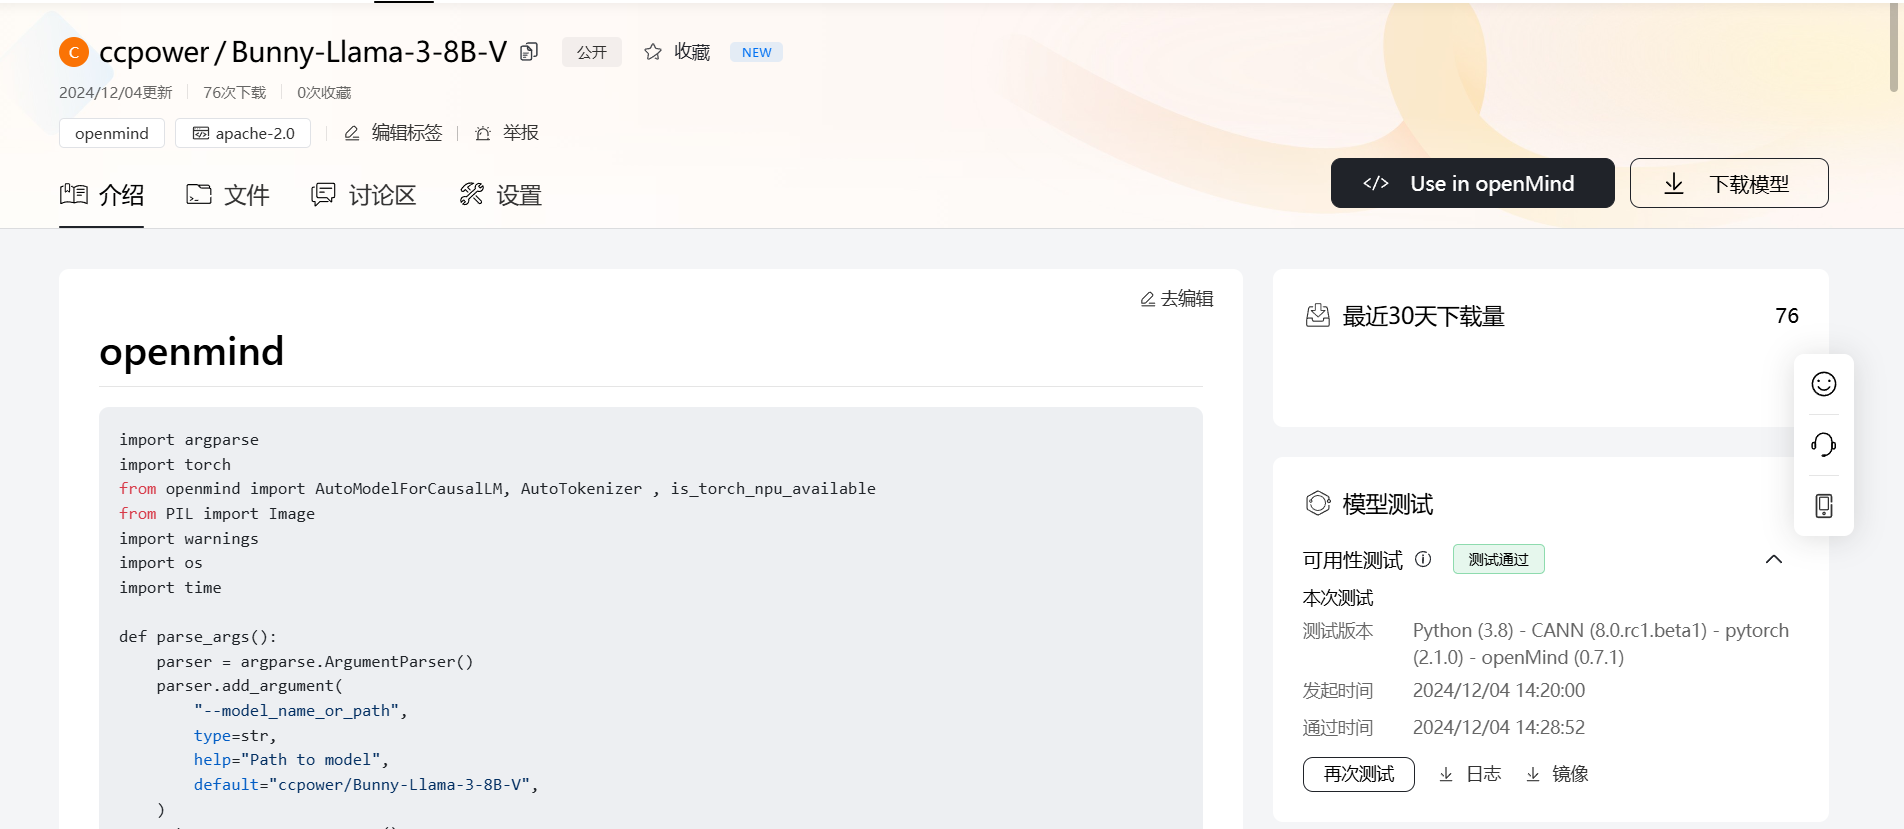 C ccpower / Bunny-Llama-3-8B-V 公开 收藏 NEW
2024/12/04更新 76次下载 0次收藏
openmind apache-2.0 编辑标签 举报
介绍 文件 讨论区 设置
</> Use in openMind 下载模型
去编辑
openmind
import argparse
import torch
from openmind import AutoModelForCausalLM, AutoTokenizer , is_torch_npu_available
from PIL import Image
import warnings
import os
import time
def parse_args():
parser = argparse.ArgumentParser()
parser.add_argument(
"--model_name_or_path",
type=str,
help="Path to model",
default="ccpower/Bunny-Llama-3-8B-V",
)
最近30天下载量 76
模型测试
可用性测试 测试通过
本次测试
测试版本 Python (3.8) - CANN (8.0.rc1.beta1) - pytorch
(2.1.0) - openMind (0.7.1)
发起时间 2024/12/04 14:20:00
通过时间 2024/12/04 14:28:52
再次测试 日志 镜像